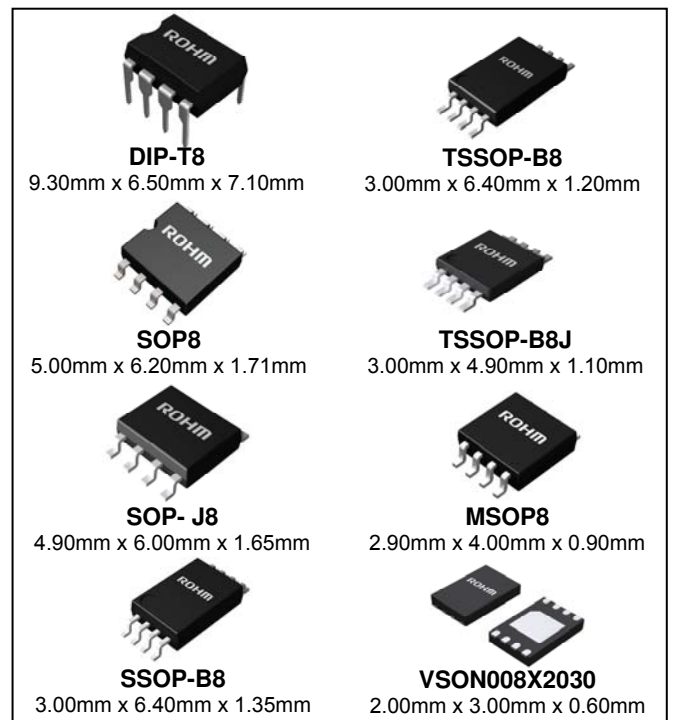 ROHM
DIP-T8
9.30mm x 6.50mm x 7.10mm
ROHM
TSSOP-B8
3.00mm x 6.40mm x 1.20mm
ROHM
SOP8
5.00mm x 6.20mm x 1.71mm
ROHM
TSSOP-B8J
3.00mm x 4.90mm x 1.10mm
ROHM
SOP- J8
4.90mm x 6.00mm x 1.65mm
ROHM
MSOP8
2.90mm x 4.00mm x 0.90mm
ROHM
SSOP-B8
3.00mm x 6.40mm x 1.35mm
ROHM
VSON008X2030
2.00mm x 3.00mm x 0.60mm